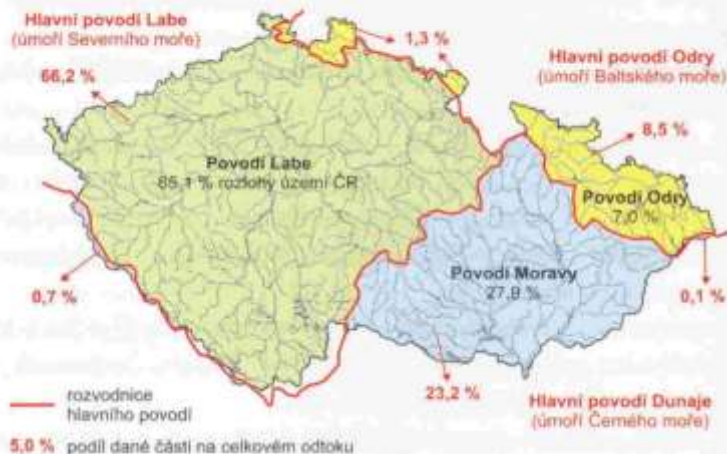 Hlavní povodí Labe
(úmoří Severního moře)
66,2 %
1,3 %
Hlavní povodí Odry
(úmoří Baltského moře)
8,5 %
Povodí Labe
65,1 % rozlohy území ČR
Povodí Odry
7,0 %
Povodí Moravy
27,9 %
0,7 %
0,1 %
23,2 %
Hlavní povodí Dunaje
(úmoří Černého moře)
rozvodnice
hlavního povodí
5,0 % podíl dané části na celkovém odtoku